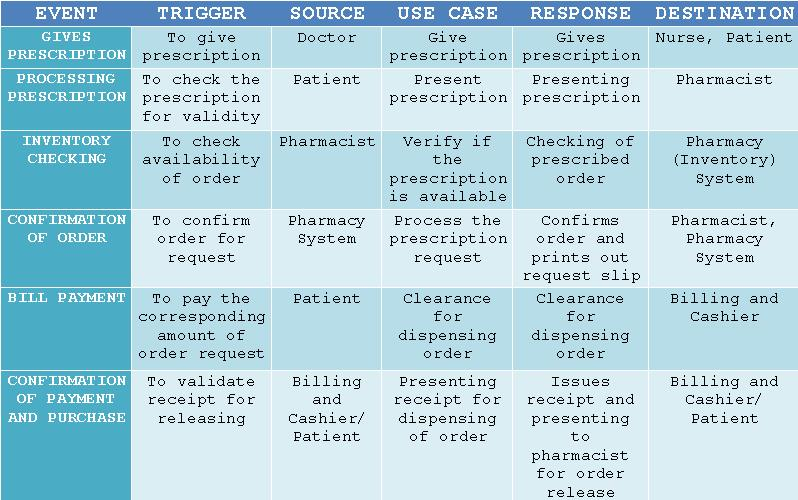 EVENT TRIGGER SOURCE USE CASE RESPONSE DESTINATION
GIVES
PRESCRIPTION
To give
prescription
Doctor
Give
prescription
Gives
prescription
Nurse, Patient
PROCESSING
PRESCRIPTION
To check the
prescription
for validity
Patient
Present
prescription
Presenting
prescription
Pharmacist
INVENTORY
CHECKING
To check
availability
of order
Pharmacist
Verify if
the
prescription
is available
Checking of
prescribed
order
Pharmacy
(Inventory)
System
CONFIRMATION
OF ORDER
To confirm
order for
request
Pharmacy
System
Process the
prescription
request
Confirms
order and
prints out
request slip
Pharmacist,
Pharmacy
System
BILL PAYMENT
To pay the
corresponding
amount of
order request
Patient
Clearance
for
dispensing
order
Clearance
for
dispensing
order
Billing and
Cashier
CONFIRMATION
OF PAYMENT
AND PURCHASE
To validate
receipt for
releasing
Billing
and
Cashier/
Patient
Presenting
receipt for
dispensing
of order
Issues
receipt and
presenting
to
pharmacist
for order
release
Billing and
Cashier/
Patient